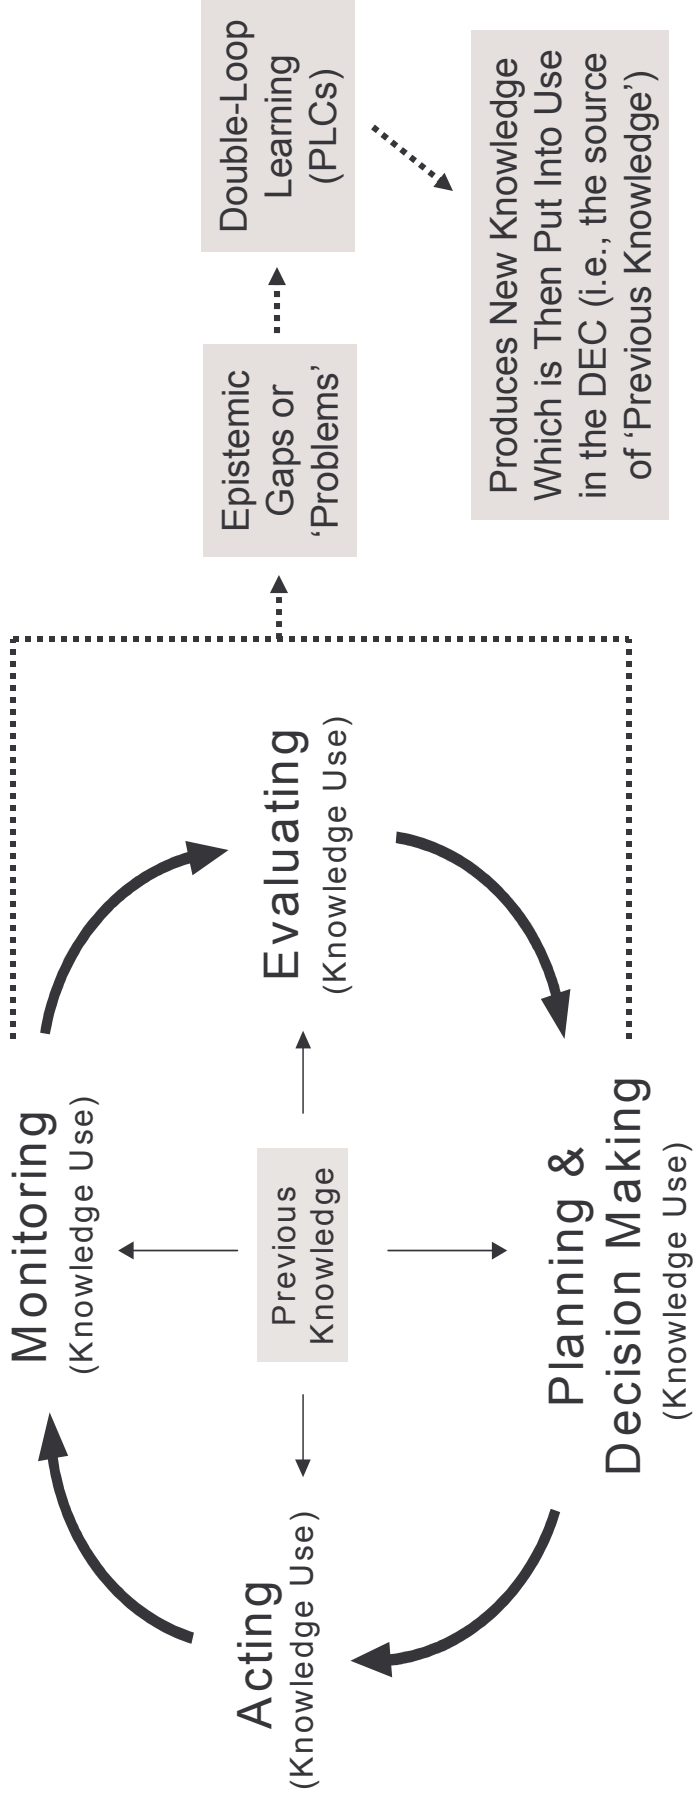 Monitoring
(Knowledge Use)
Acting
(Knowledge Use)
Previous
Knowledge
Evaluating
(Knowledge Use)
Planning &
Decision Making
(Knowledge Use)
Epistemic
Gaps or
‘Problems’
Double-Loop
Learning
(PLCs)
Produces New Knowledge
Which is Then Put Into Use
in the DEC (i.e., the source
of ‘Previous Knowledge’)